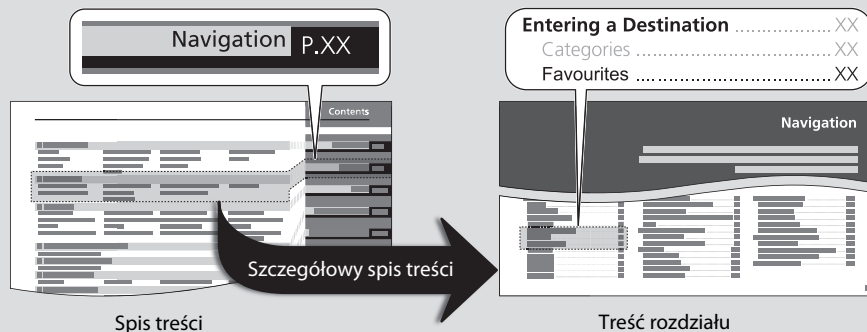 Navigation P.XX
Entering a Destination .................. XX
Categories .................................... XX
Favourites .................................... XX
Contents
Navigation
Szczegółowy spis treści
Spis treści
Treść rozdziału